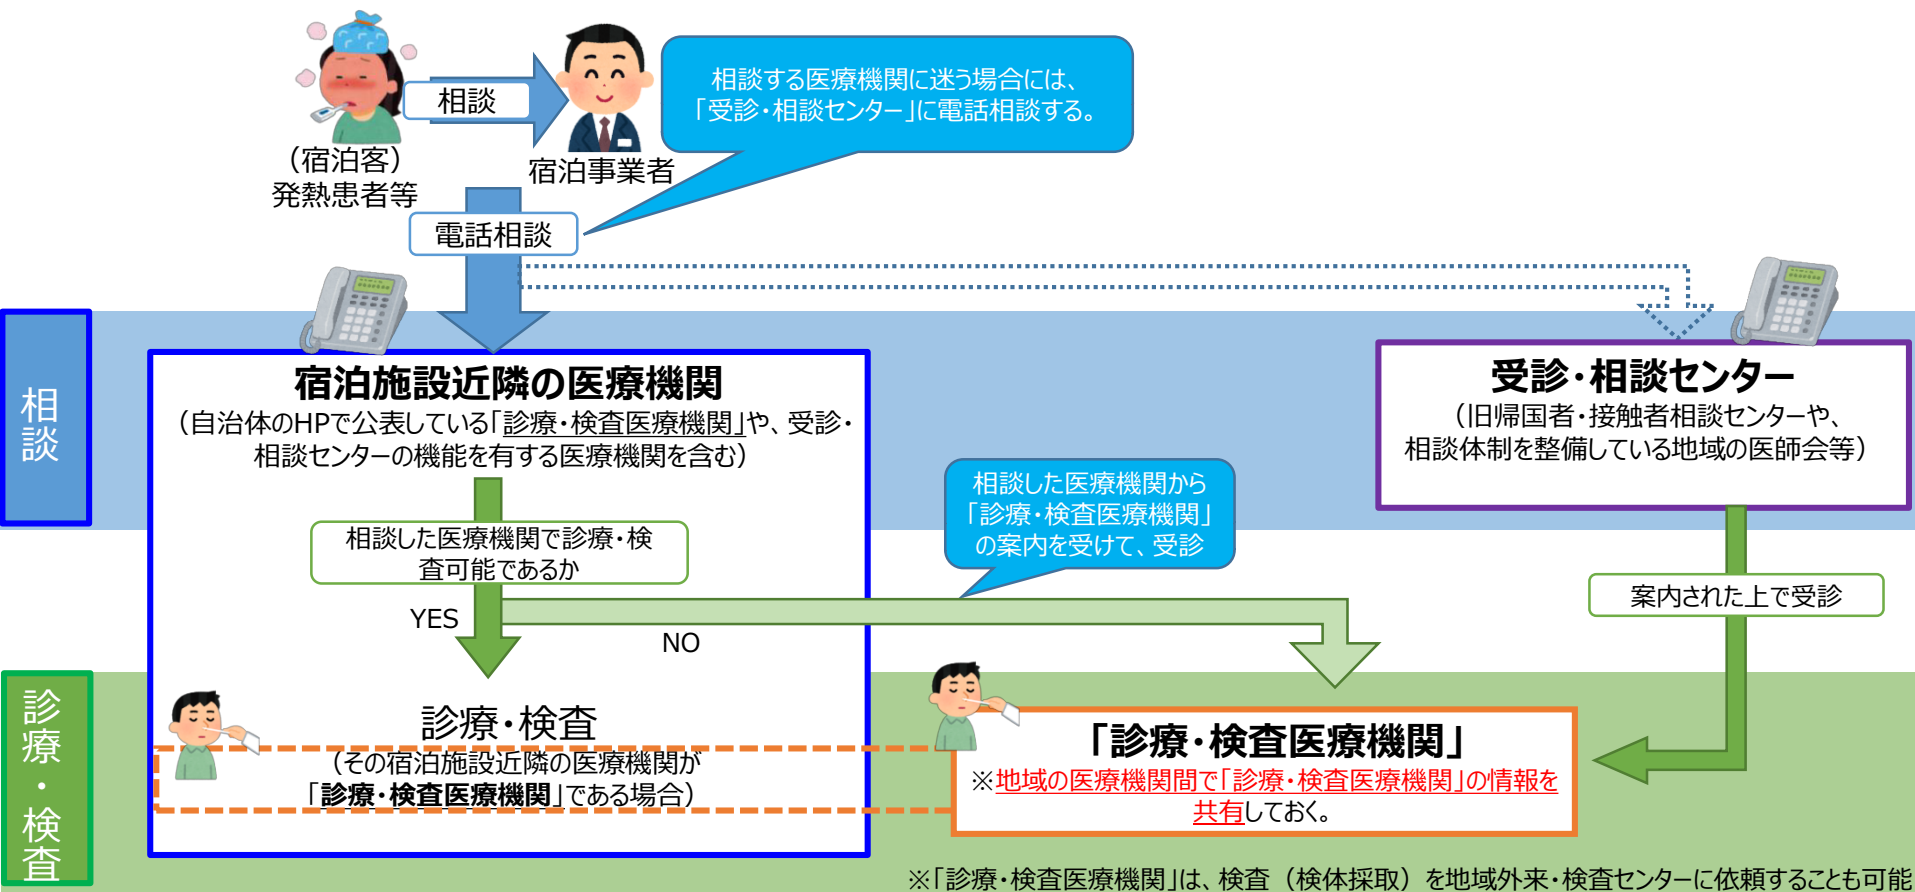 相談
(宿泊客)
発熱患者等
宿泊事業者
相談する医療機関に迷う場合には、
「受診・相談センター」に電話相談する。
電話相談
相談
宿泊施設近隣の医療機関
(自治体のHPで公表している「診療・検査医療機関」や、受診・
相談センターの機能を有する医療機関を含む)
受診・相談センター
(旧帰国者・接触者相談センターや、
相談体制を整備している地域の医師会等)
相談した医療機関から
「診療・検査医療機関」
の案内を受けて、受診
相談した医療機関で診療・検
査可能であるか
案内された上で受診
YES
NO
診療・検査
診療・検査
(その宿泊施設近隣の医療機関が
「診療・検査医療機関」である場合)
「診療・検査医療機関」
※地域の医療機関間で「診療・検査医療機関」の情報を
共有しておく。
※「診療・検査医療機関」は、検査(検体採取)を地域外来・検査センターに依頼することも可能